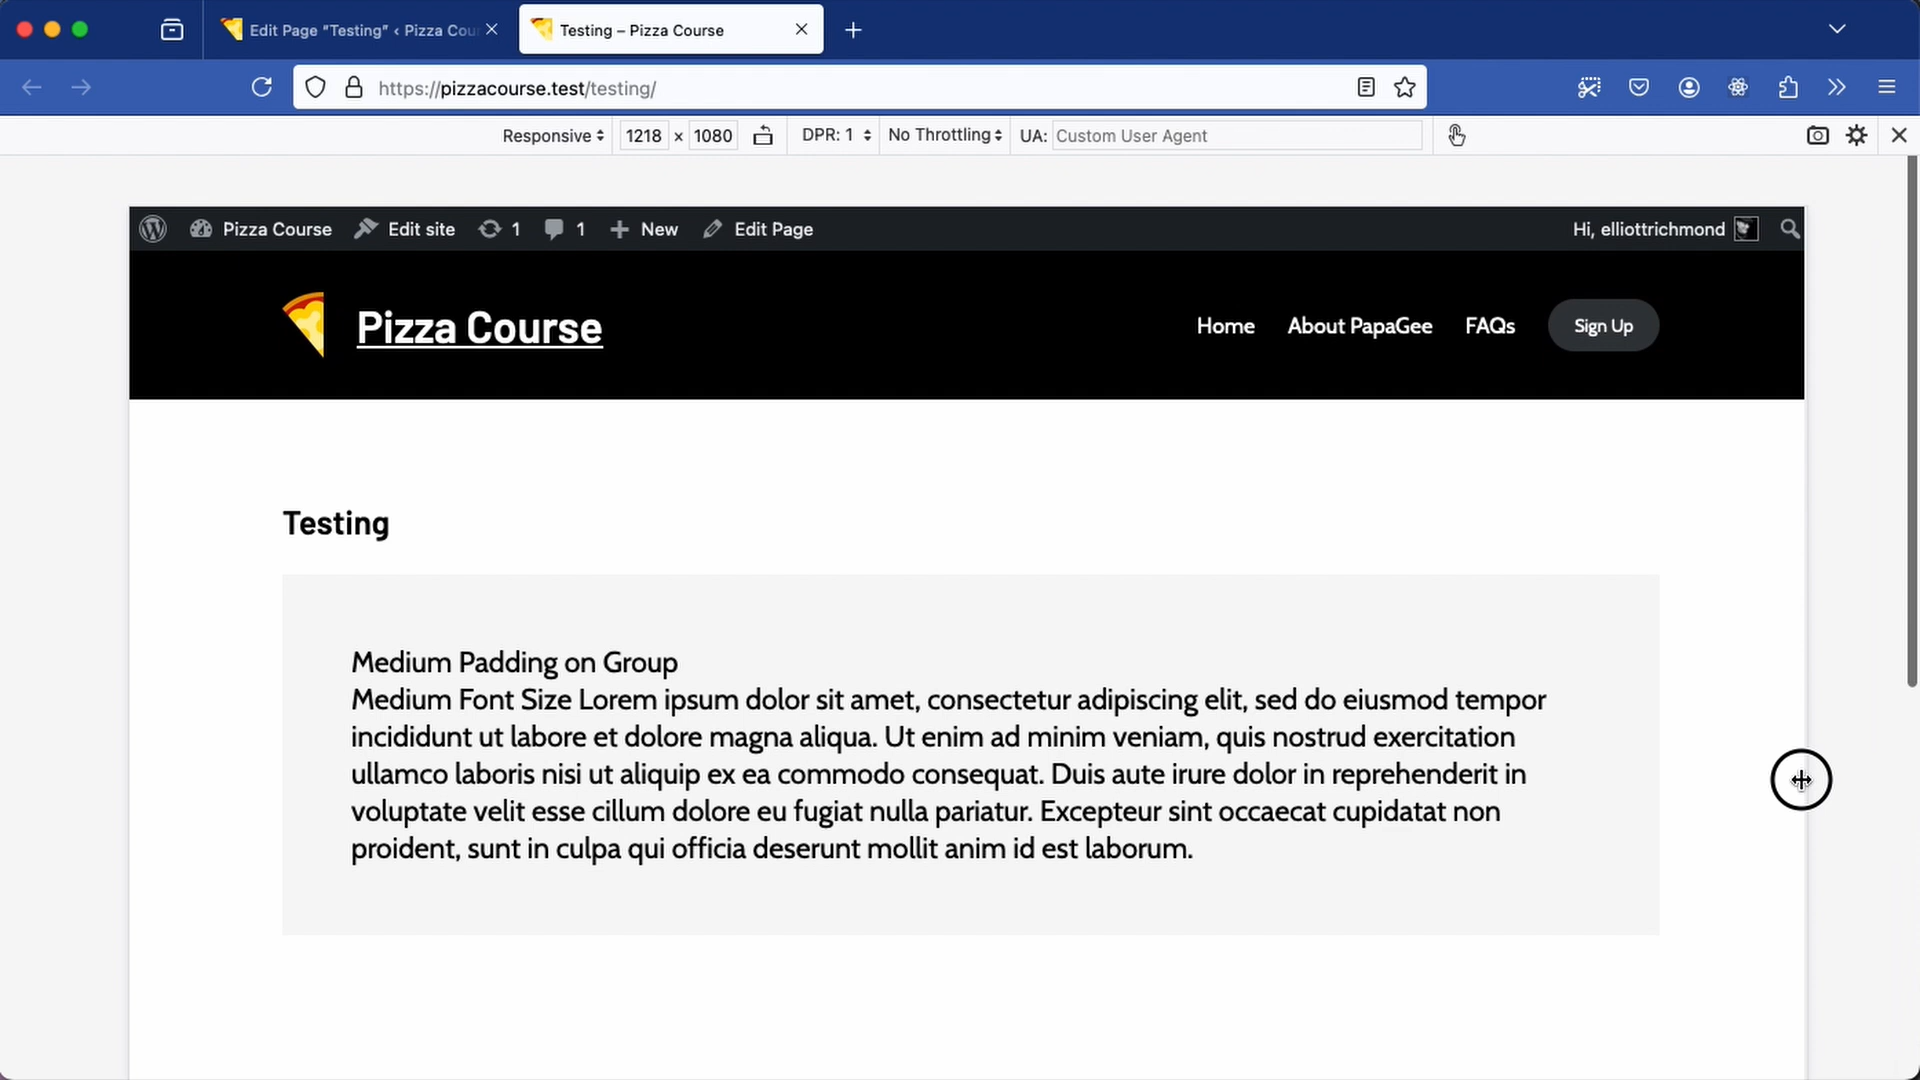 Edit Page “Testing” ‹ Pizza Cou
Testing – Pizza Course
https://pizzacourse.test/testing/
Responsive 1218 x 1080 DPR: 1 No Throttling UA: Custom User Agent
Pizza Course Edit site 1 1 New Edit Page Hi, elliottrichmond
Pizza Course
Home About PapaGee FAQs Sign Up
Testing
Medium Padding on Group
Medium Font Size Lorem ipsum dolor sit amet, consectetur adipiscing elit, sed do eiusmod tempor
incididunt ut labore et dolore magna aliqua. Ut enim ad minim veniam, quis nostrud exercitation
ullamco laboris nisi ut aliquip ex ea commodo consequat. Duis aute irure dolor in reprehenderit in
voluptate velit esse cillum dolore eu fugiat nulla pariatur. Excepteur sint occaecat cupidatat non
proident, sunt in culpa qui officia deserunt mollit anim id est laborum.